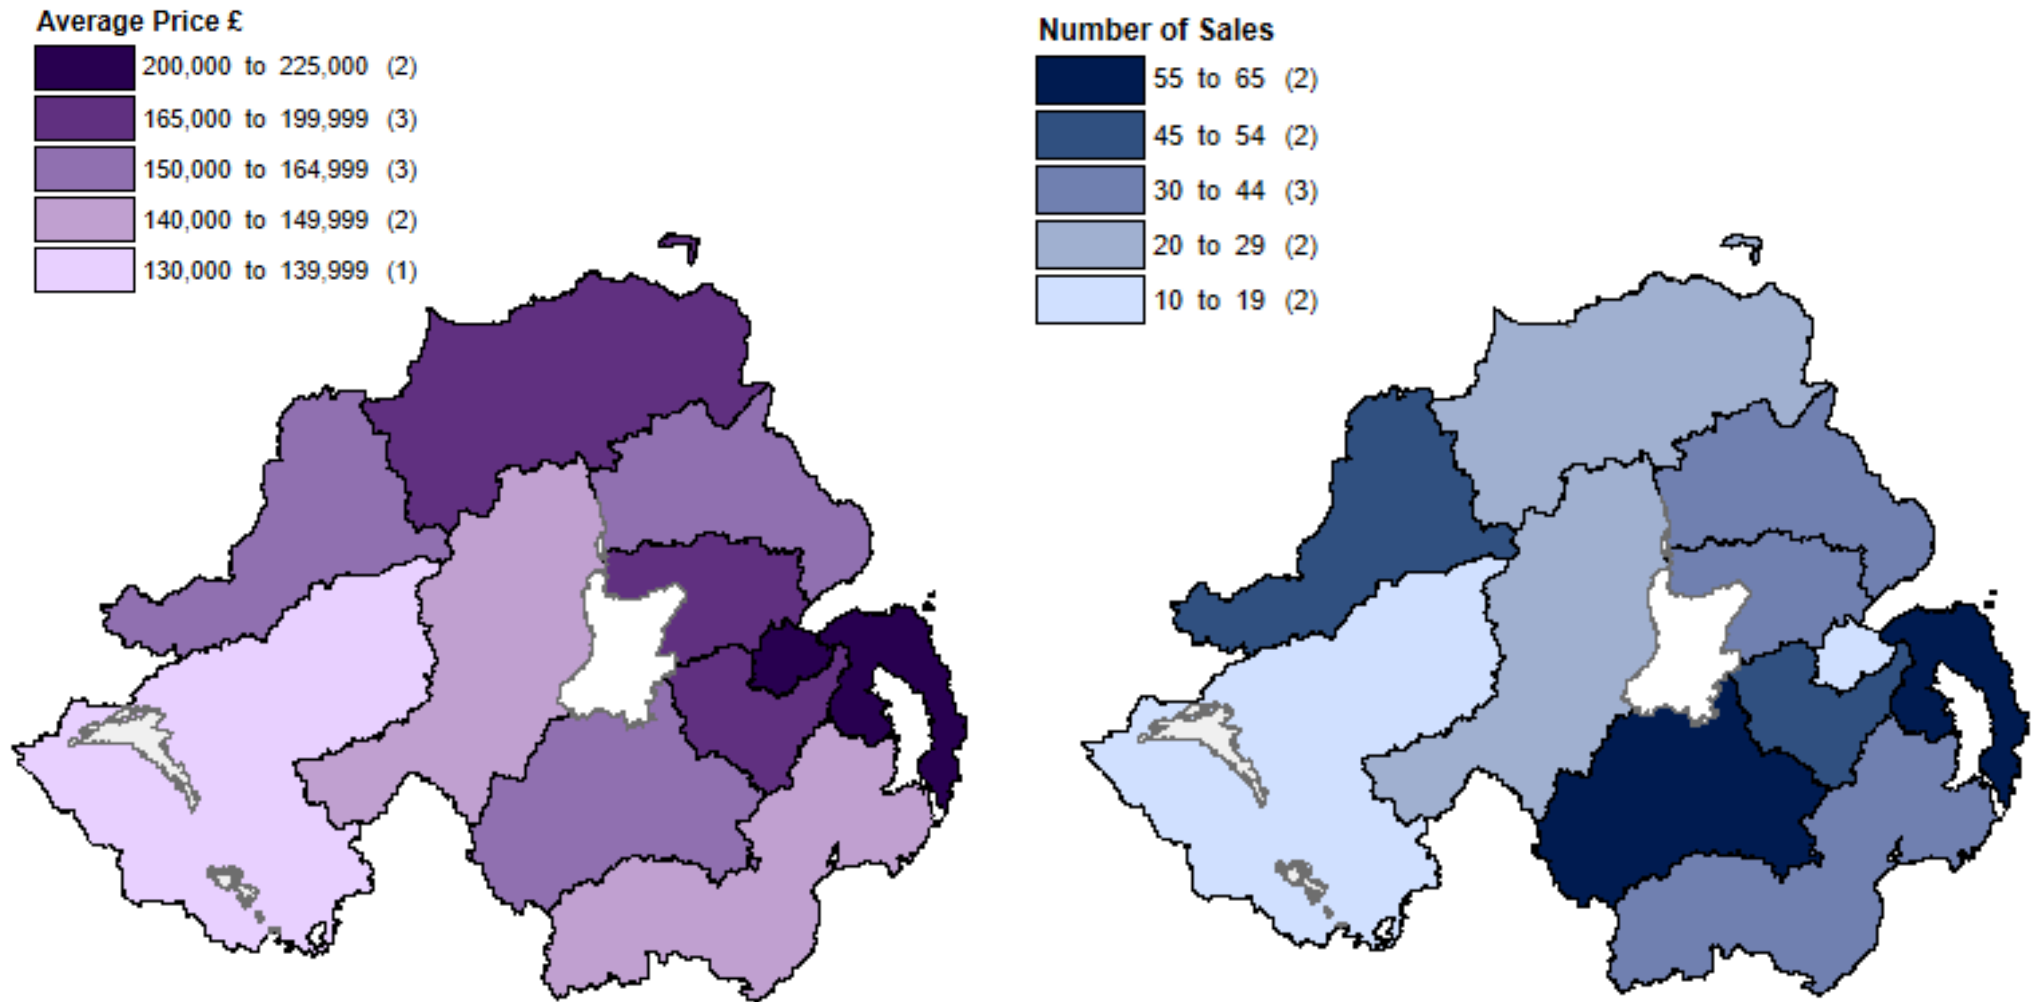 Average Price £
200,000 to 225,000 (2)
165,000 to 199,999 (3)
150,000 to 164,999 (3)
140,000 to 149,999 (2)
130,000 to 139,999 (1)
Number of Sales
55 to 65 (2)
45 to 54 (2)
30 to 44 (3)
20 to 29 (2)
10 to 19 (2)